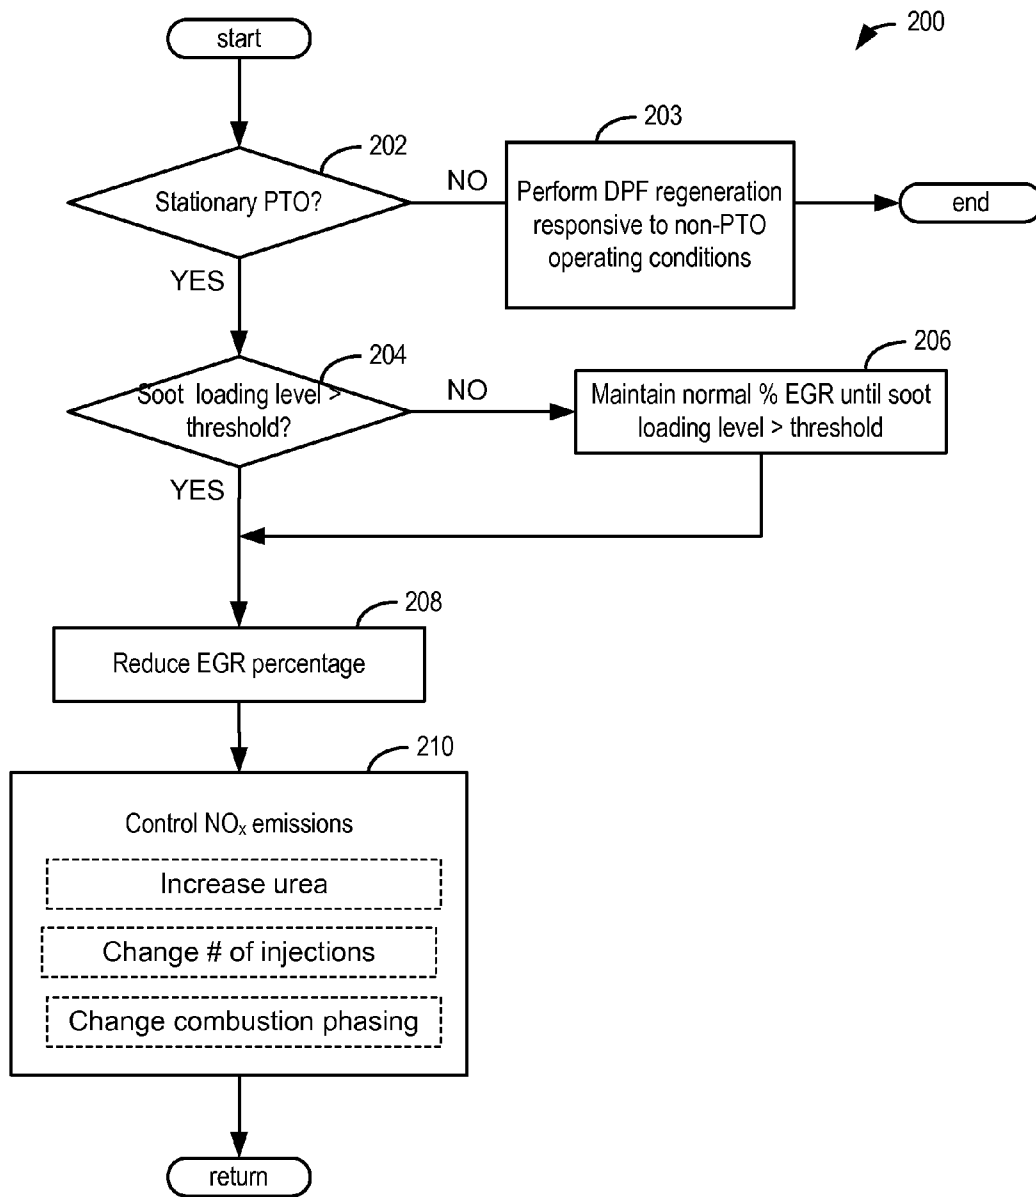 start
200
202
Stationary PTO?
NO
203
Perform DPF regeneration
responsive to non-PTO
operating conditions
end
YES
204
Soot loading level >
threshold?
NO
206
Maintain normal % EGR until soot
loading level > threshold
YES
208
Reduce EGR percentage
210
Control NOₓ emissions
Increase urea
Change # of injections
Change combustion phasing
return